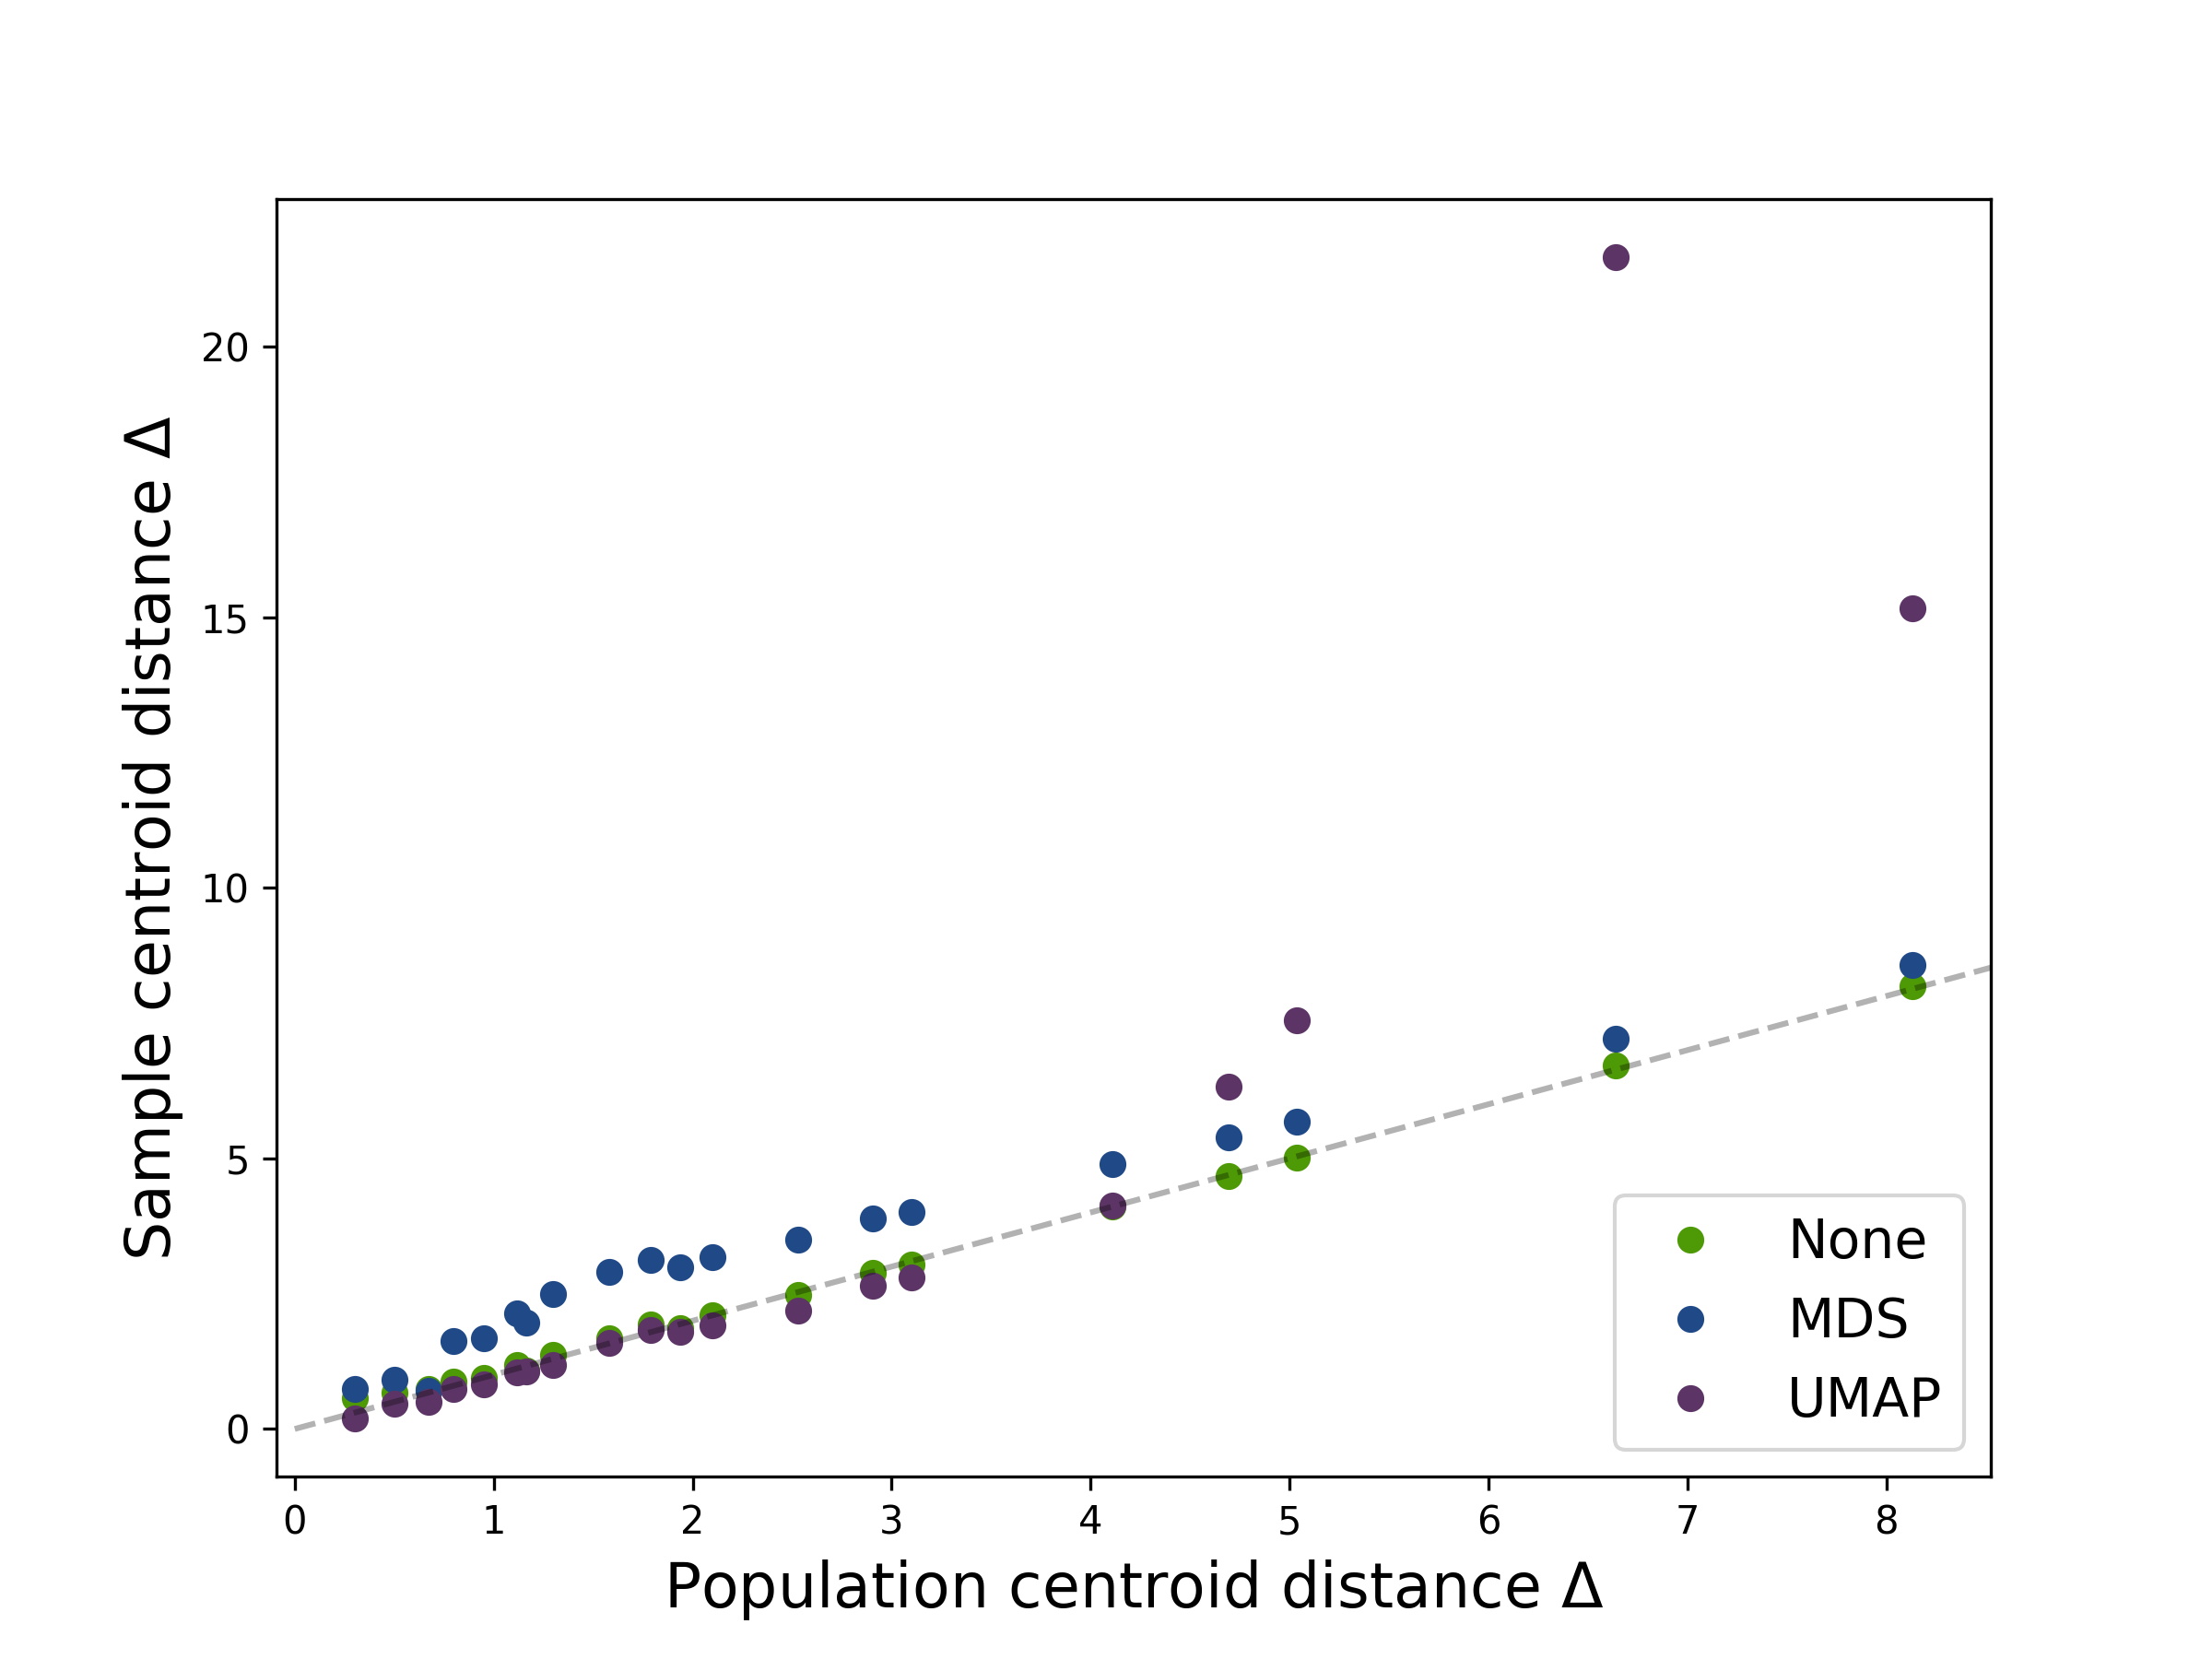 Sample centroid distance Δ
20
15
10
5
0
0 1 2 3 4 5 6 7 8
Population centroid distance Δ
None
MDS
UMAP